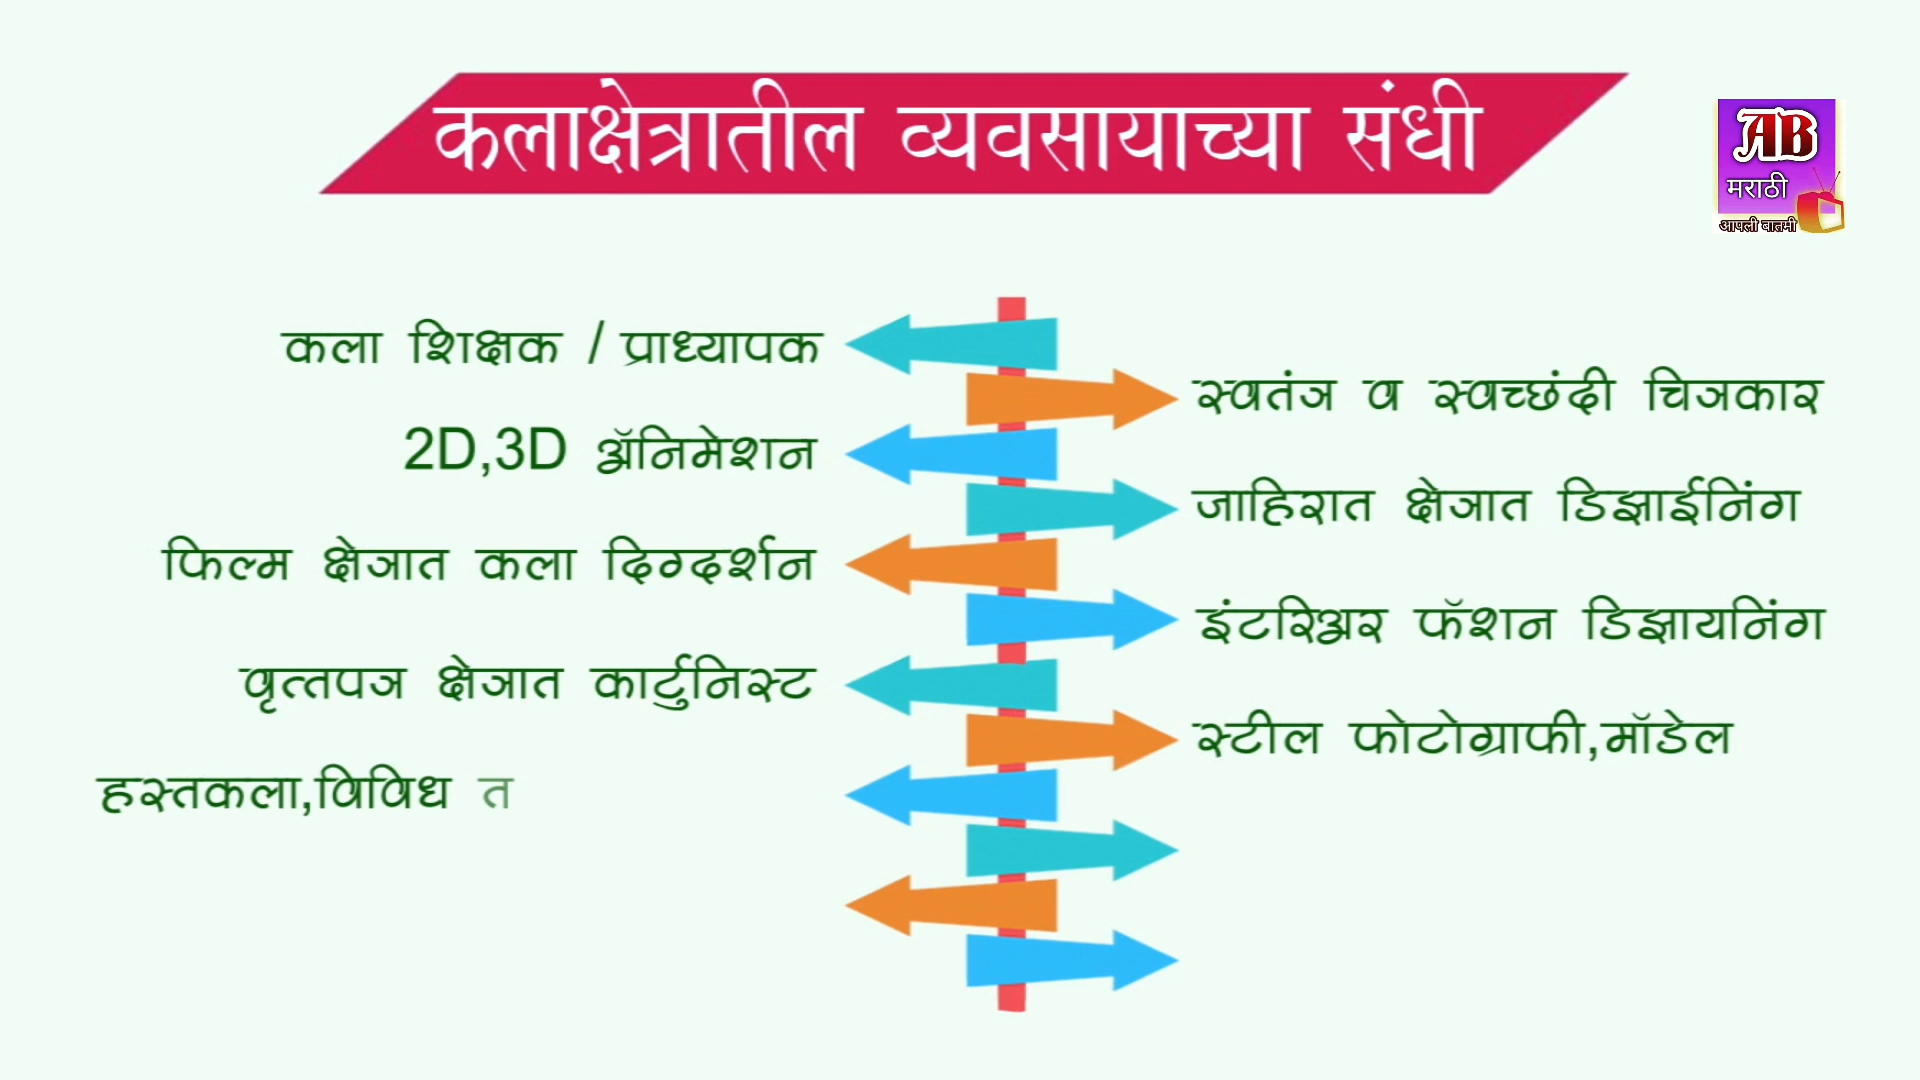 कलाक्षेत्रातील व्यवसायाच्या संधी
AB
मराठी
आपली बातमी
कला शिक्षक / प्राध्यापक
स्वतंत्र व स्वच्छंदी चित्रकार
2D,3D ॲनिमेशन
जाहिरात क्षेत्रात डिझाईनिंग
फिल्म क्षेत्रात कला दिग्दर्शन
इंटरिअर फॅशन डिझायनिंग
वृत्तपत्र क्षेत्रात कार्टुनिस्ट
स्टील फोटोग्राफी,मॉडेल
हस्तकला,विविध त